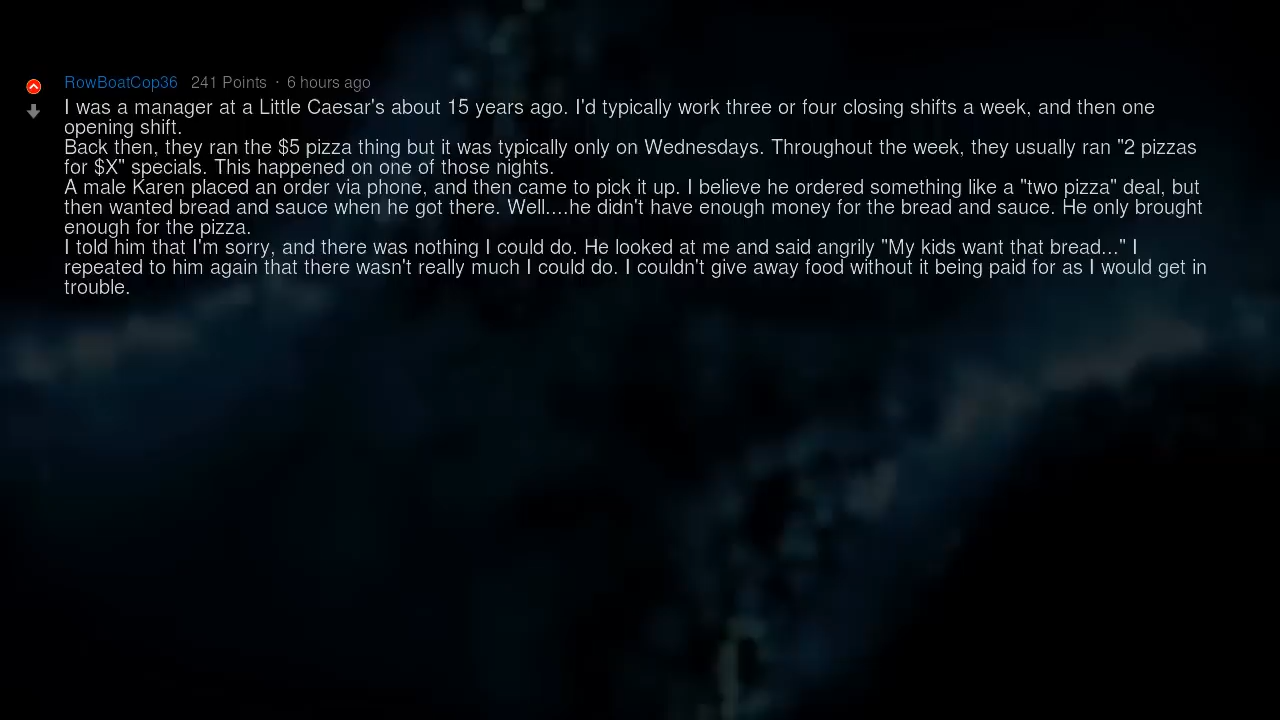 RowBoatCop36 241 Points · 6 hours ago
I was a manager at a Little Caesar's about 15 years ago. I'd typically work three or four closing shifts a week, and then one
opening shift.
Back then, they ran the $5 pizza thing but it was typically only on Wednesdays. Throughout the week, they usually ran "2 pizzas
for $X" specials. This happened on one of those nights.
A male Karen placed an order via phone, and then came to pick it up. I believe he ordered something like a "two pizza" deal, but
then wanted bread and sauce when he got there. Well....he didn't have enough money for the bread and sauce. He only brought
enough for the pizza.
I told him that I'm sorry, and there was nothing I could do. He looked at me and said angrily "My kids want that bread..." I
repeated to him again that there wasn't really much I could do. I couldn't give away food without it being paid for as I would get in
trouble.